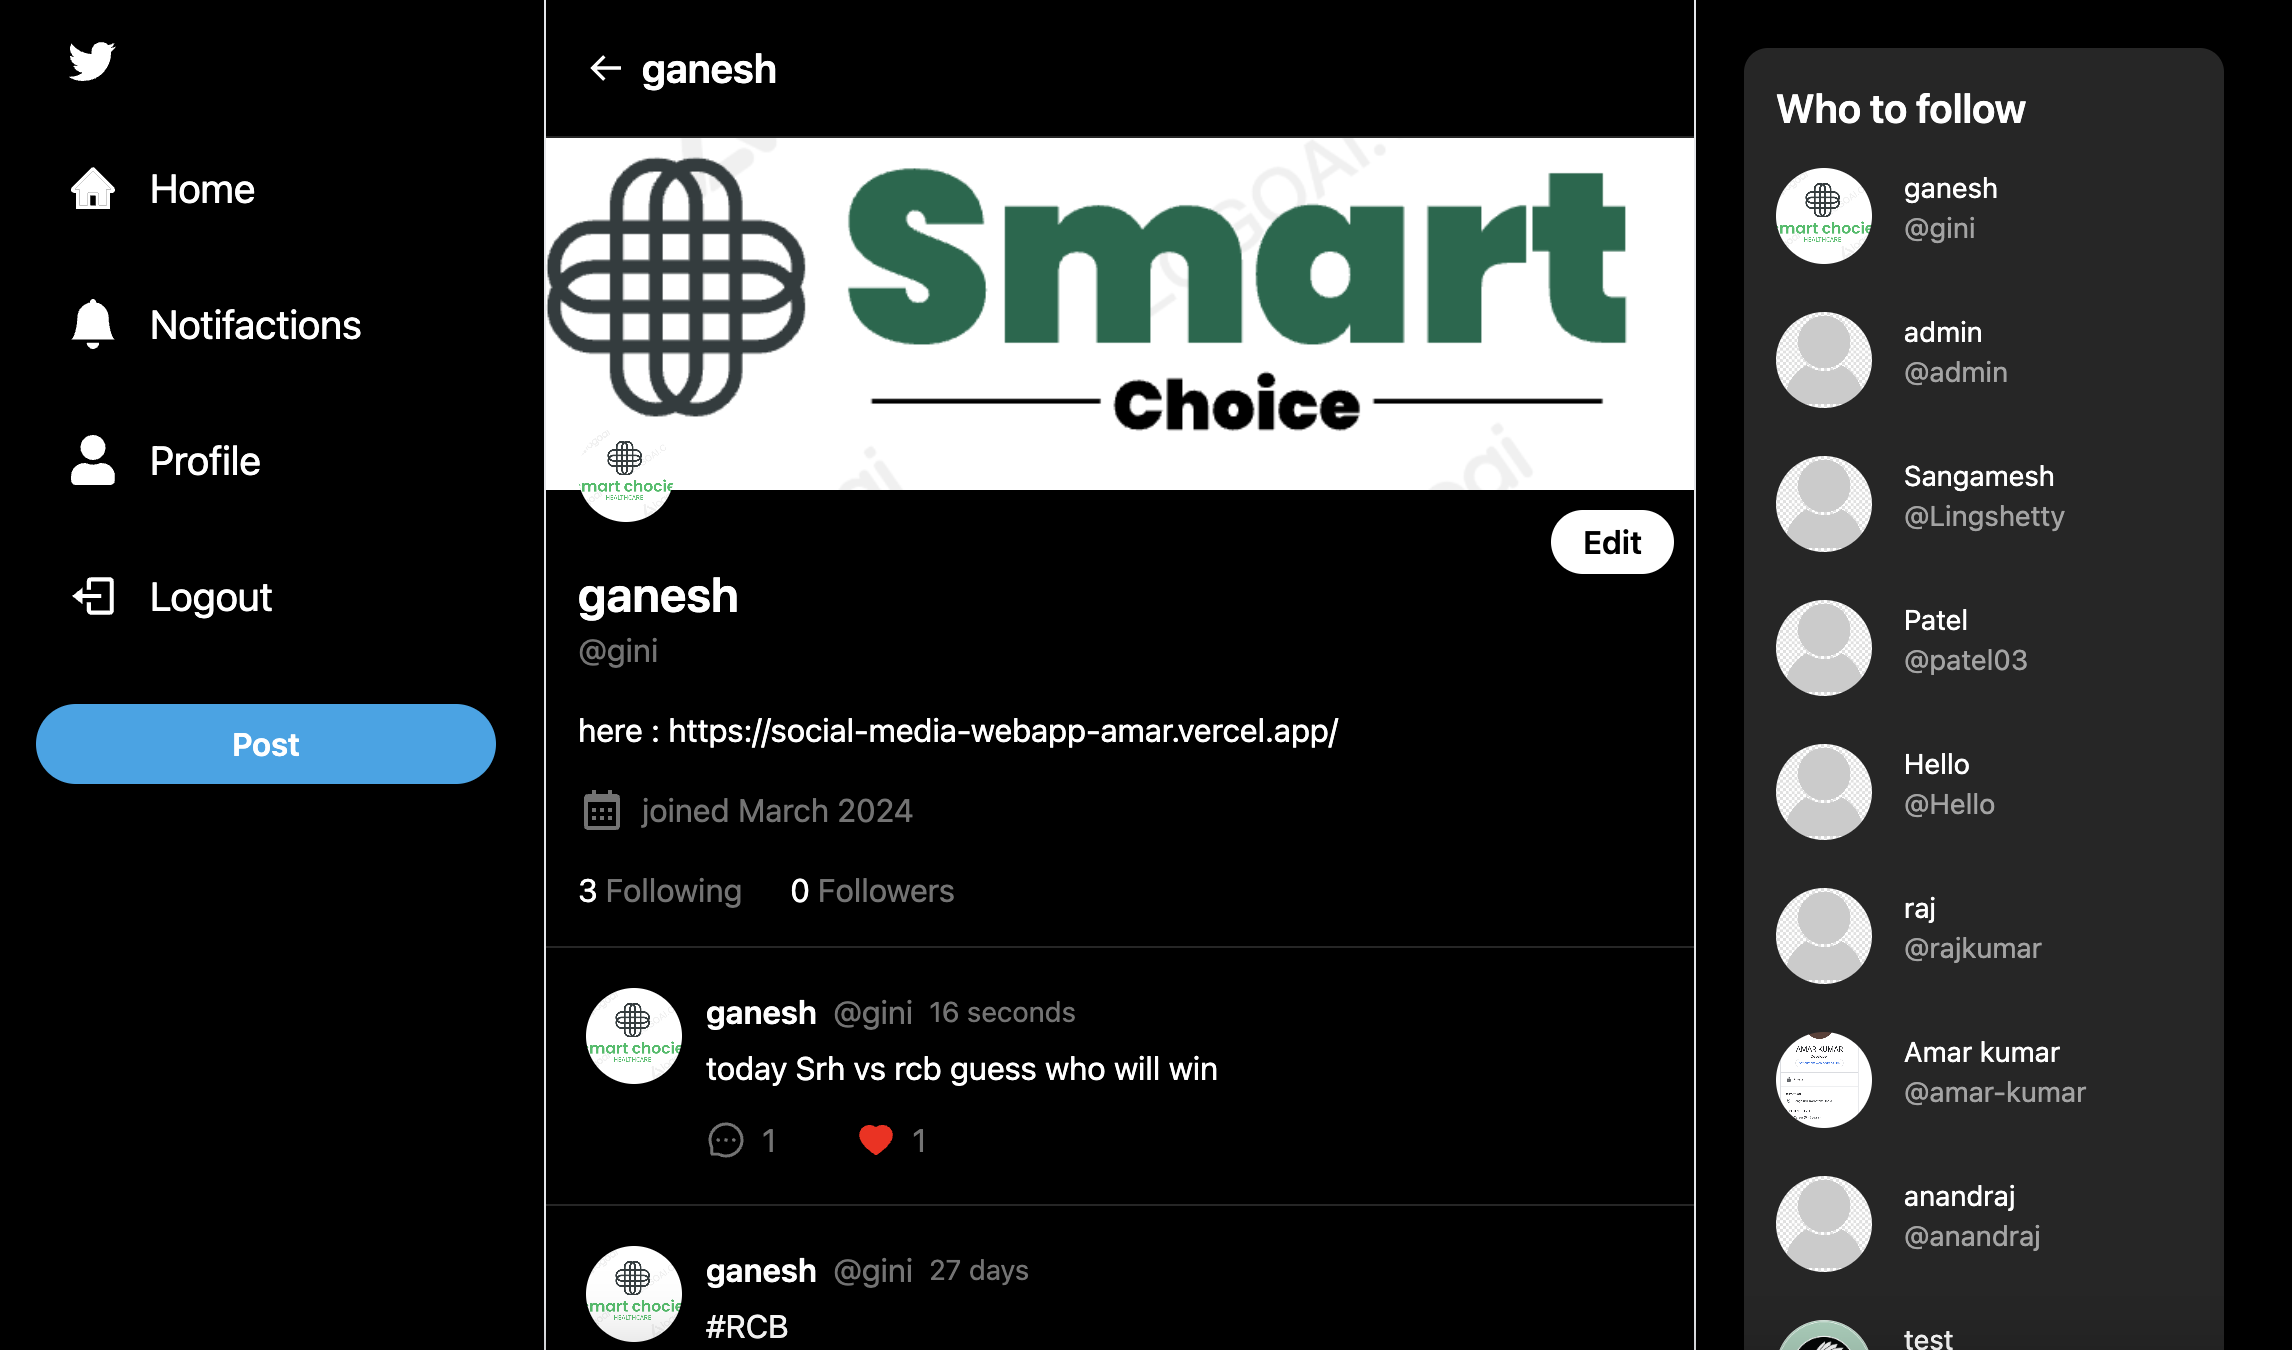 Home
Notifactions
Profile
Logout
Post
ganesh
Smart
Choice
mart chocie
HEALTHCARE
Edit
ganesh
@gini
here : https://social-media-webapp-amar.vercel.app/
joined March 2024
3 Following 0 Followers
ganesh @gini 16 seconds
mart chocie
HEALTHCARE
today Srh vs rcb guess who will win
1 1
ganesh @gini 27 days
mart chocie
HEALTHCARE
#RCB
Who to follow
mart chocie
HEALTHCARE
ganesh
@gini
admin
@admin
Sangamesh
@Lingshetty
Patel
@patel03
Hello
@Hello
raj
@rajkumar
AMAR KUMAR
Amar kumar
@amar-kumar
anandraj
@anandraj
test